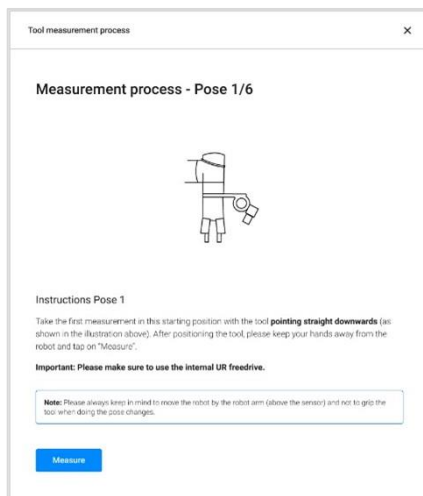 Tool measurement process
Measurement process - Pose 1/6
Instructions Pose 1
Take the first measurement in this starting position with the tool pointing straight downwards (as
shown in the illustration above). After positioning the tool, please keep your hands away from the
robot and tap on "Measure".
Important: Please make sure to use the internal UR freedrive.
Note: Please always keep in mind to move the robot by the robot arm (above the sensor) and not to grip the
tool when doing the pose changes.
Measure